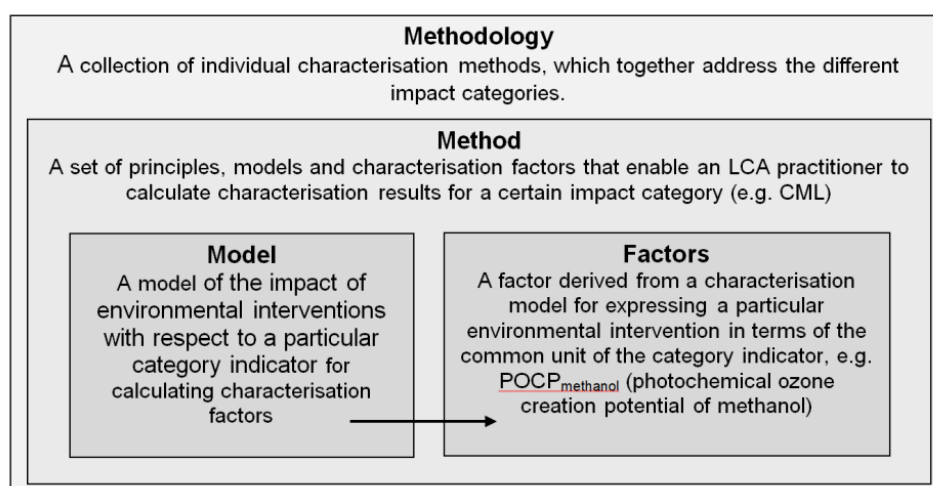 Methodology
A collection of individual characterisation methods, which together address the different
impact categories.
Method
A set of principles, models and characterisation factors that enable an LCA practitioner to
calculate characterisation results for a certain impact category (e.g. CML)
Model
A model of the impact of
environmental interventions
with respect to a particular
category indicator for
calculating characterisation
factors
Factors
A factor derived from a characterisation
model for expressing a particular
environmental intervention in terms of the
common unit of the category indicator, e.g.
POCPmethanol (photochemical ozone
creation potential of methanol)